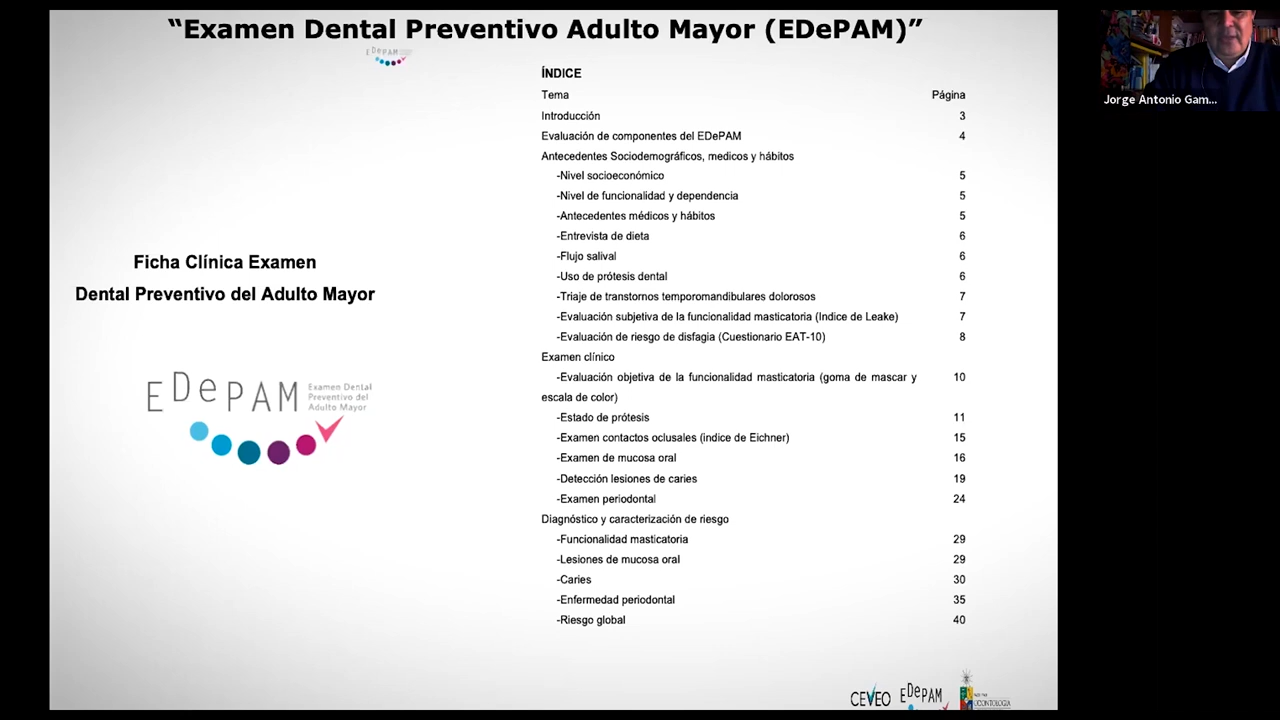 “Examen Dental Preventivo Adulto Mayor (EDePAM)”
EDePAM
ÍNDICE
Tema Página
Introducción 3
Evaluación de componentes del EDePAM 4
Antecedentes Sociodemográficos, medicos y hábitos
-Nivel socioeconómico 5
-Nivel de funcionalidad y dependencia 5
-Antecedentes médicos y hábitos 5
-Entrevista de dieta 6
-Flujo salival 6
-Uso de prótesis dental 6
-Triaje de transtornos temporomandibulares dolorosos 7
-Evaluación subjetiva de la funcionalidad masticatoria (Indice de Leake) 7
-Evaluación de riesgo de disfagia (Cuestionario EAT-10) 8
Examen clínico
-Evaluación objetiva de la funcionalidad masticatoria (goma de mascar y 10
escala de color)
-Estado de prótesis 11
-Examen contactos oclusales (indice de Eichner) 15
-Examen de mucosa oral 16
-Detección lesiones de caries 19
-Examen periodontal 24
Diagnóstico y caracterización de riesgo
-Funcionalidad masticatoria 29
-Lesiones de mucosa oral 29
-Caries 30
-Enfermedad periodontal 35
-Riesgo global 40
Ficha Clínica Examen
Dental Preventivo del Adulto Mayor
EDePAM Examen Dental
Preventivo del
Adulto Mayor
CEVEO EDePAM ODONTOLOGÍA
Jorge Antonio Gam...